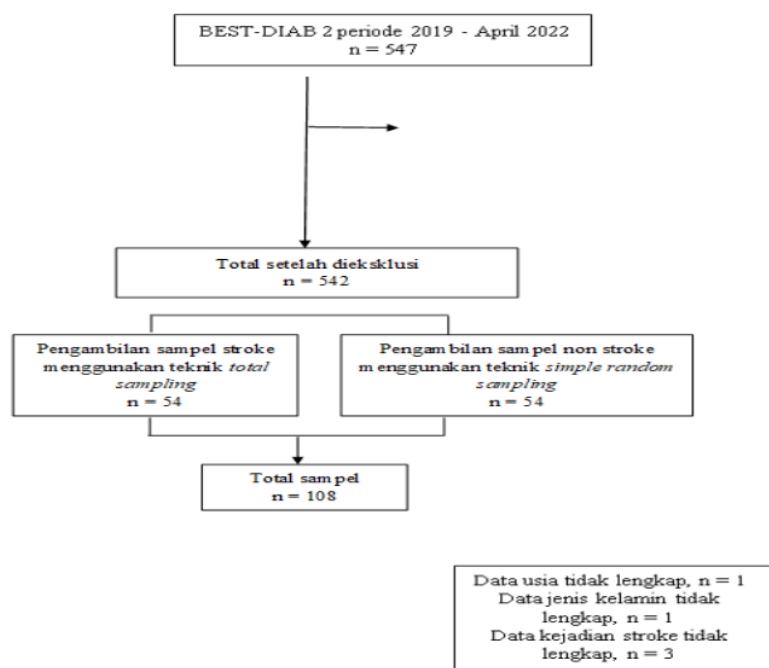 BEST-DIAB 2 periode 2019 - April 2022
n = 547
Total setelah dieksklusi
n = 542
Pengambilan sampel stroke
menggunakan teknik total
sampling
n = 54
Pengambilan sampel non stroke
menggunakan teknik simple random
sampling
n = 54
Total sampel
n = 108
Data usia tidak lengkap, n = 1
Data jenis kelamin tidak
lengkap, n = 1
Data kejadian stroke tidak
lengkap, n = 3